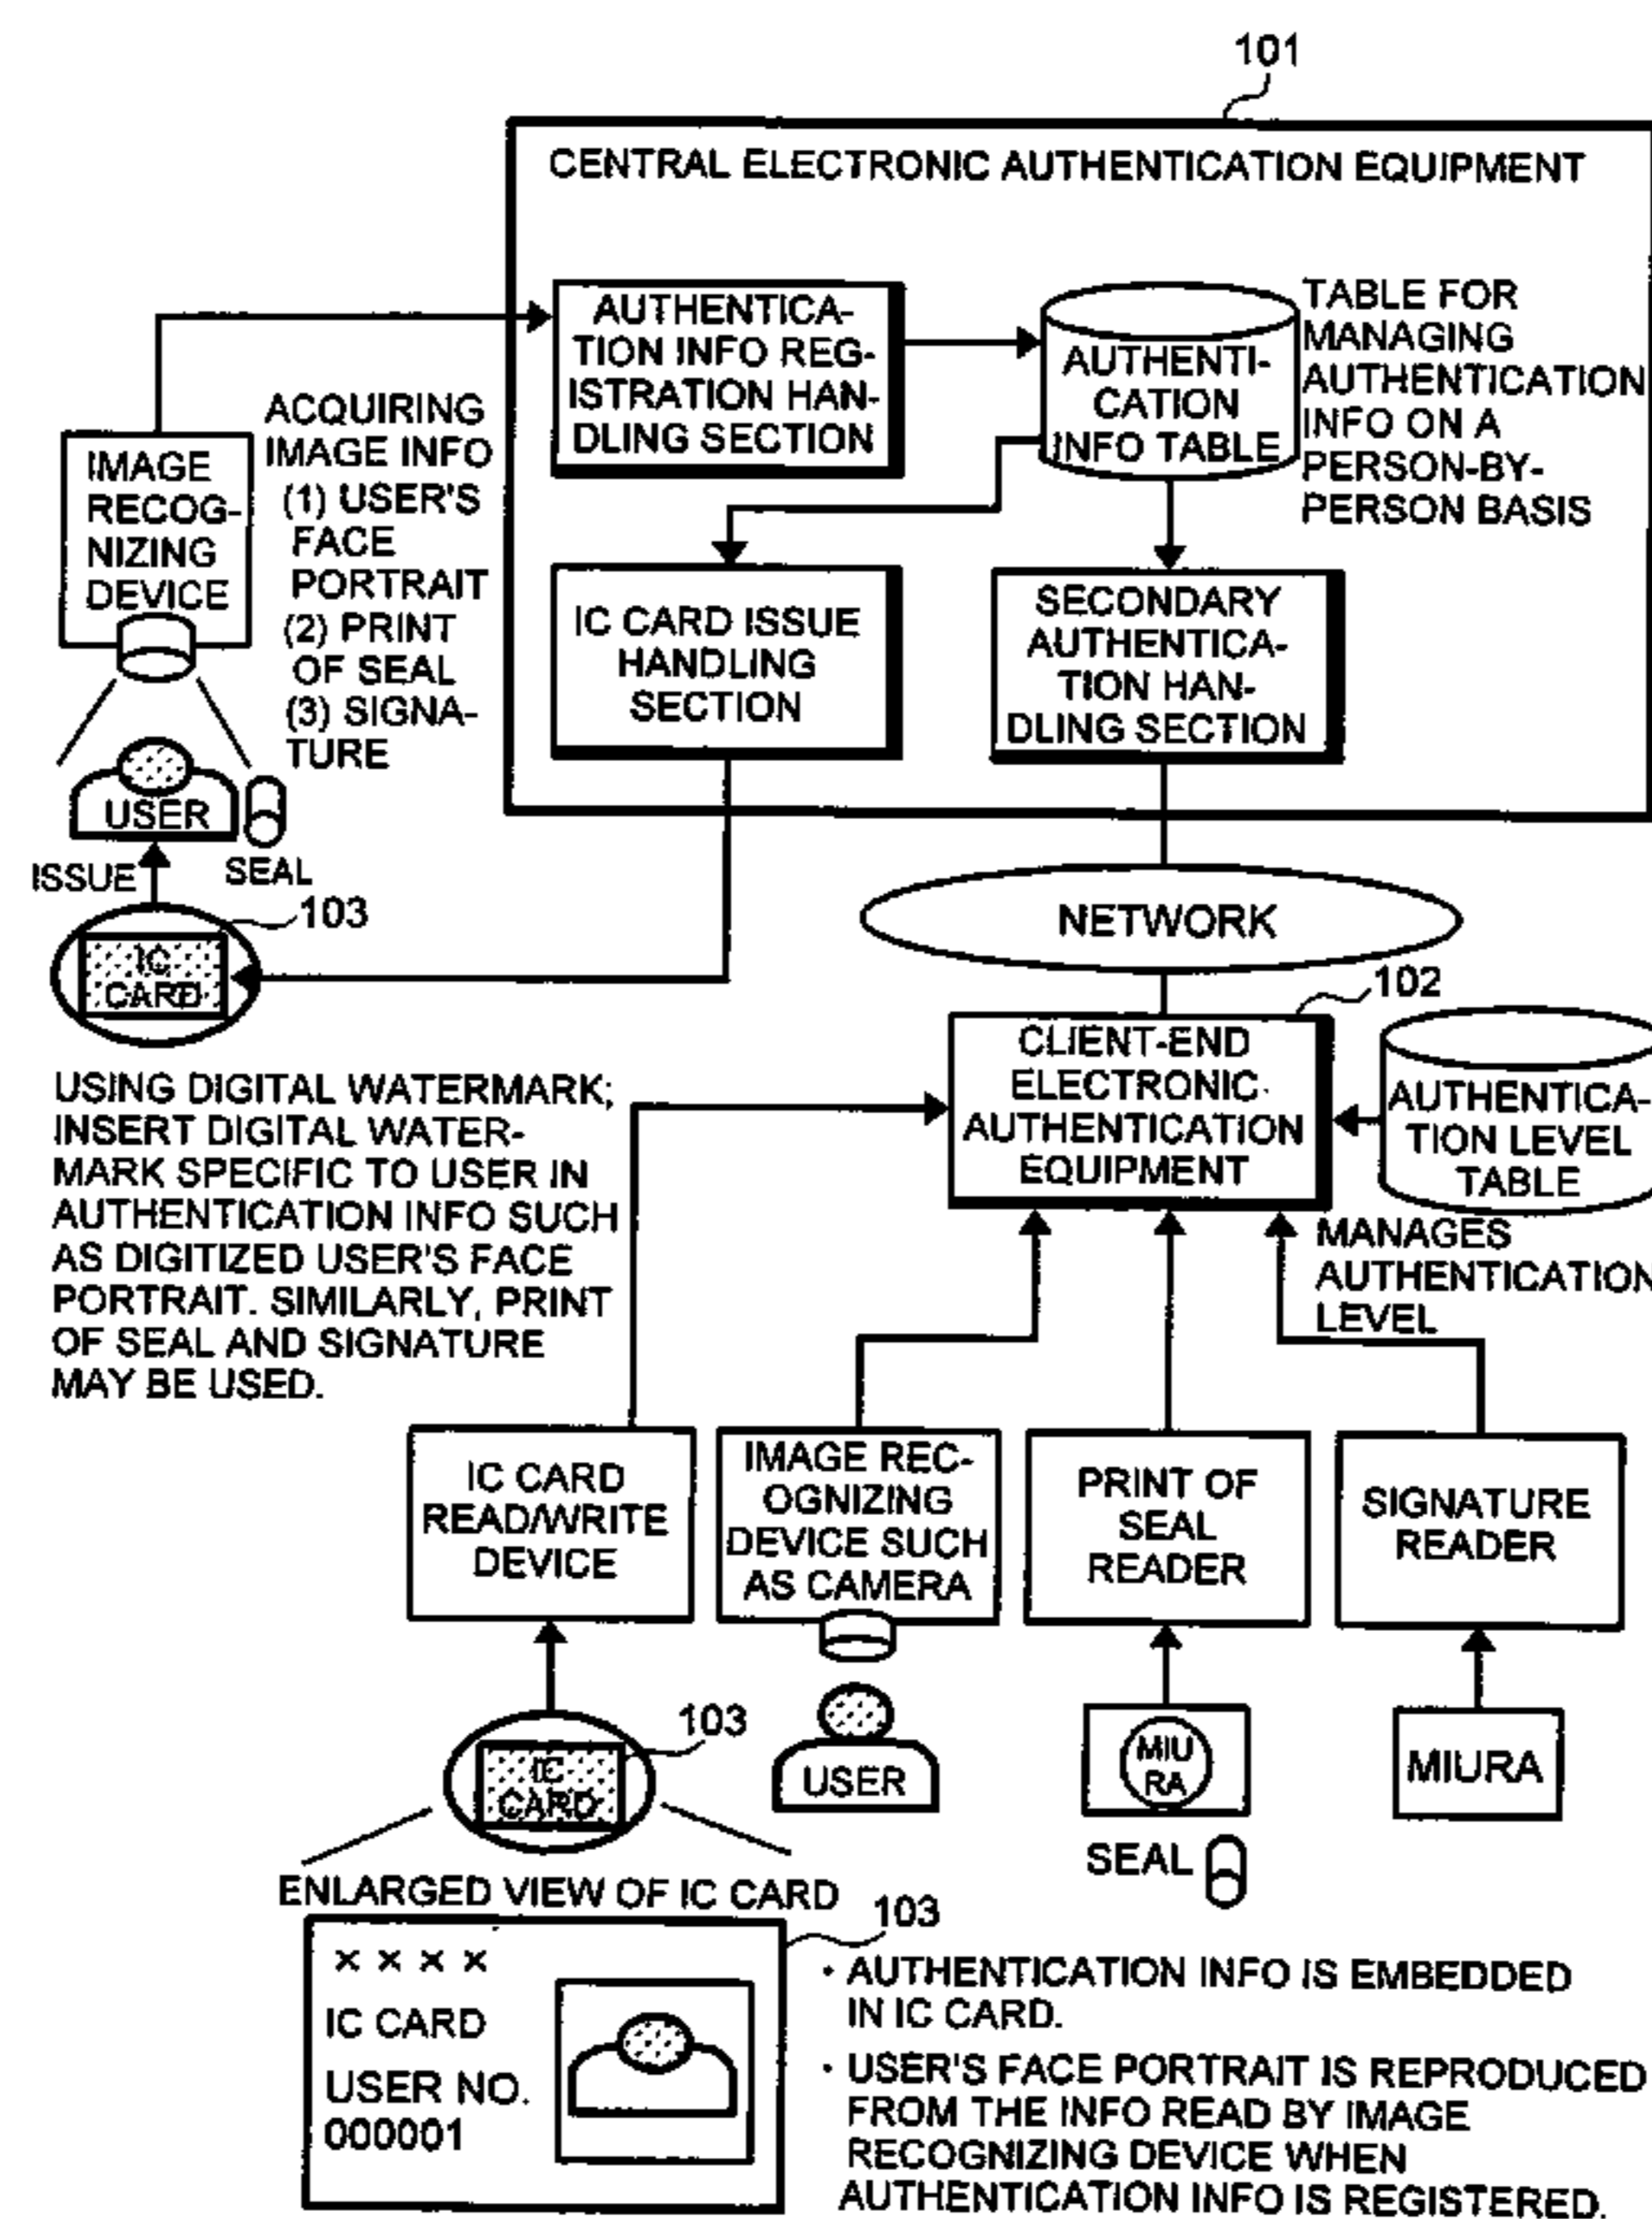 101
CENTRAL ELECTRONIC AUTHENTICATION EQUIPMENT
AUTHENTICA-
TION INFO REG-
ISTRATION HAN-
DLING SECTION
AUTHENTI-
CATION
INFO TABLE
TABLE FOR
MANAGING
AUTHENTICATION
INFO ON A
PERSON-BY-
PERSON BASIS
IMAGE
RECOG-
NIZING
DEVICE
ACQUIRING
IMAGE INFO
(1) USER'S
FACE
PORTRAIT
(2) PRINT
OF SEAL
(3) SIGNA-
TURE
IC CARD ISSUE
HANDLING
SECTION
SECONDARY
AUTHENTICA-
TION HAN-
DLING SECTION
USER
SEAL
ISSUE
103
IC
CARD
NETWORK
102
CLIENT-END
ELECTRONIC
AUTHENTICATION
EQUIPMENT
AUTHENTICA-
TION LEVEL
TABLE
MANAGES
AUTHENTICATION
LEVEL
USING DIGITAL WATERMARK;
INSERT DIGITAL WATER-
MARK SPECIFIC TO USER IN
AUTHENTICATION INFO SUCH
AS DIGITIZED USER'S FACE
PORTRAIT. SIMILARLY, PRINT
OF SEAL AND SIGNATURE
MAY BE USED.
IC CARD
READ/WRITE
DEVICE
IMAGE REC-
OGNIZING
DEVICE SUCH
AS CAMERA
PRINT OF
SEAL
READER
SIGNATURE
READER
103
IC
CARD
USER
MIU
RA
SEAL
MIURA
ENLARGED VIEW OF IC CARD
103
× × × ×
IC CARD
USER NO.
000001
· AUTHENTICATION INFO IS EMBEDDED
IN IC CARD.
· USER'S FACE PORTRAIT IS REPRODUCED
FROM THE INFO READ BY IMAGE
RECOGNIZING DEVICE WHEN
AUTHENTICATION INFO IS REGISTERED.